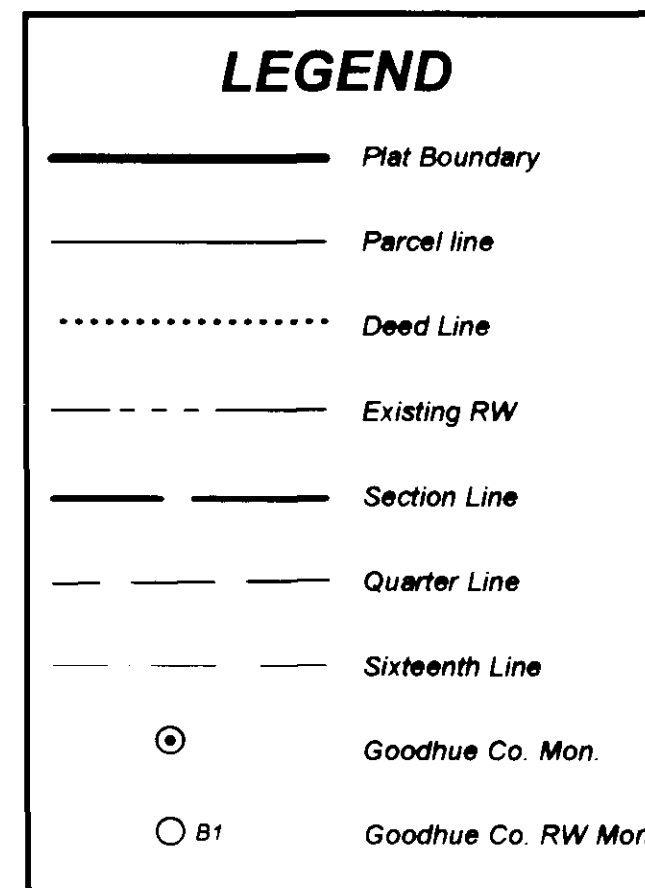 LEGEND
Plat Boundary
Parcel line
Deed Line
Existing RW
Section Line
Quarter Line
Sixteenth Line
Goodhue Co. Mon.
B1 Goodhue Co. RW Mon